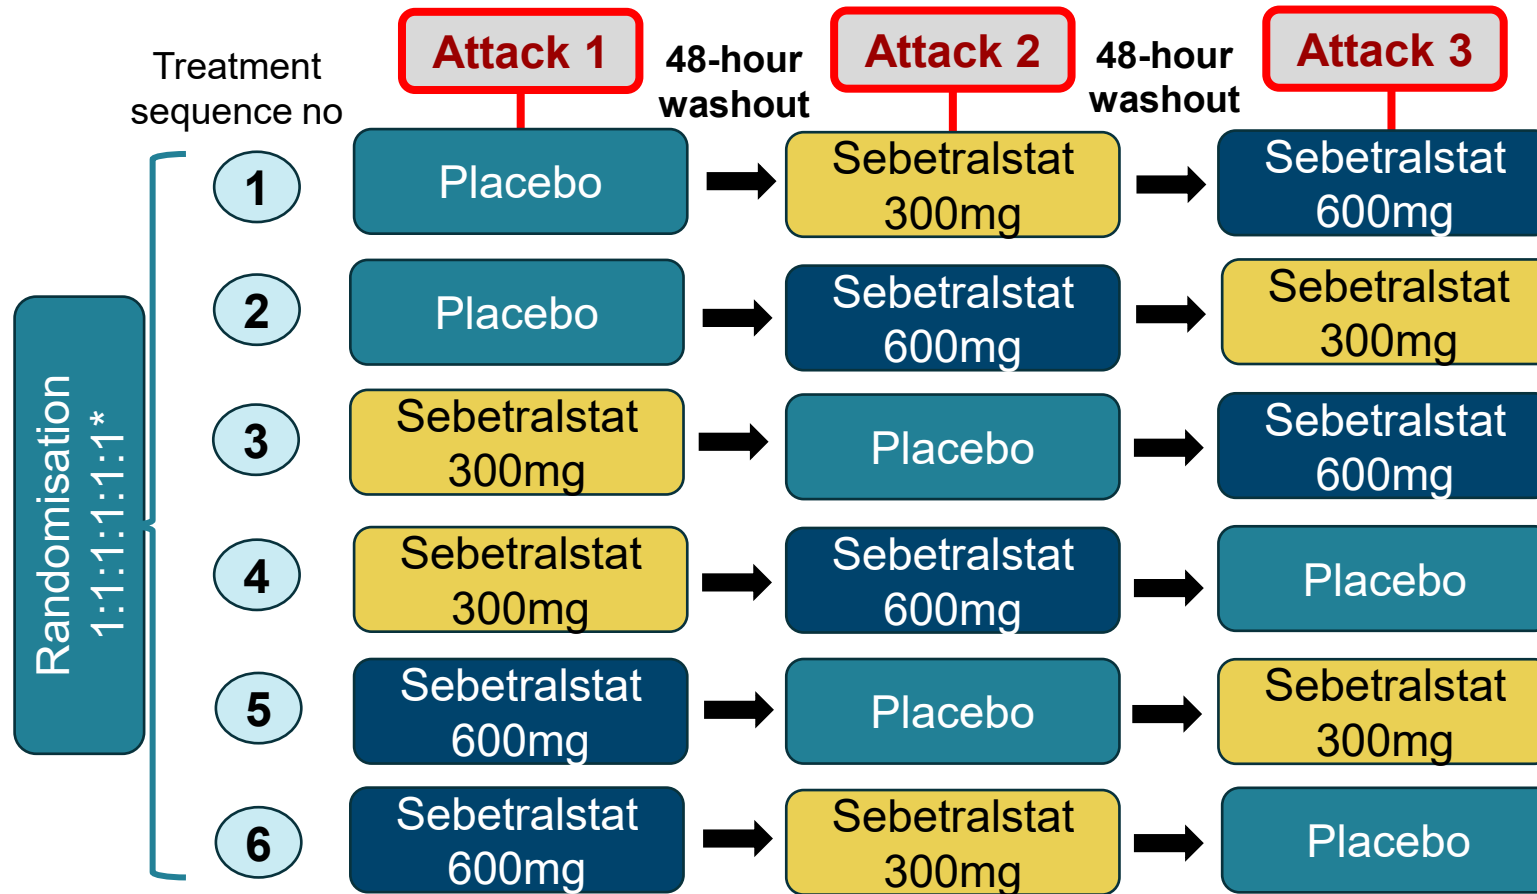 Treatment
sequence no
Attack 1
48-hour
washout
Attack 2
48-hour
washout
Attack 3
Randomisation
1:1:1:1:1:1*
1
Placebo
Sebetralstat
300mg
Sebetralstat
600mg
2
Placebo
Sebetralstat
600mg
Sebetralstat
300mg
3
Sebetralstat
300mg
Placebo
Sebetralstat
600mg
4
Sebetralstat
300mg
Sebetralstat
600mg
Placebo
5
Sebetralstat
600mg
Placebo
Sebetralstat
300mg
6
Sebetralstat
600mg
Sebetralstat
300mg
Placebo